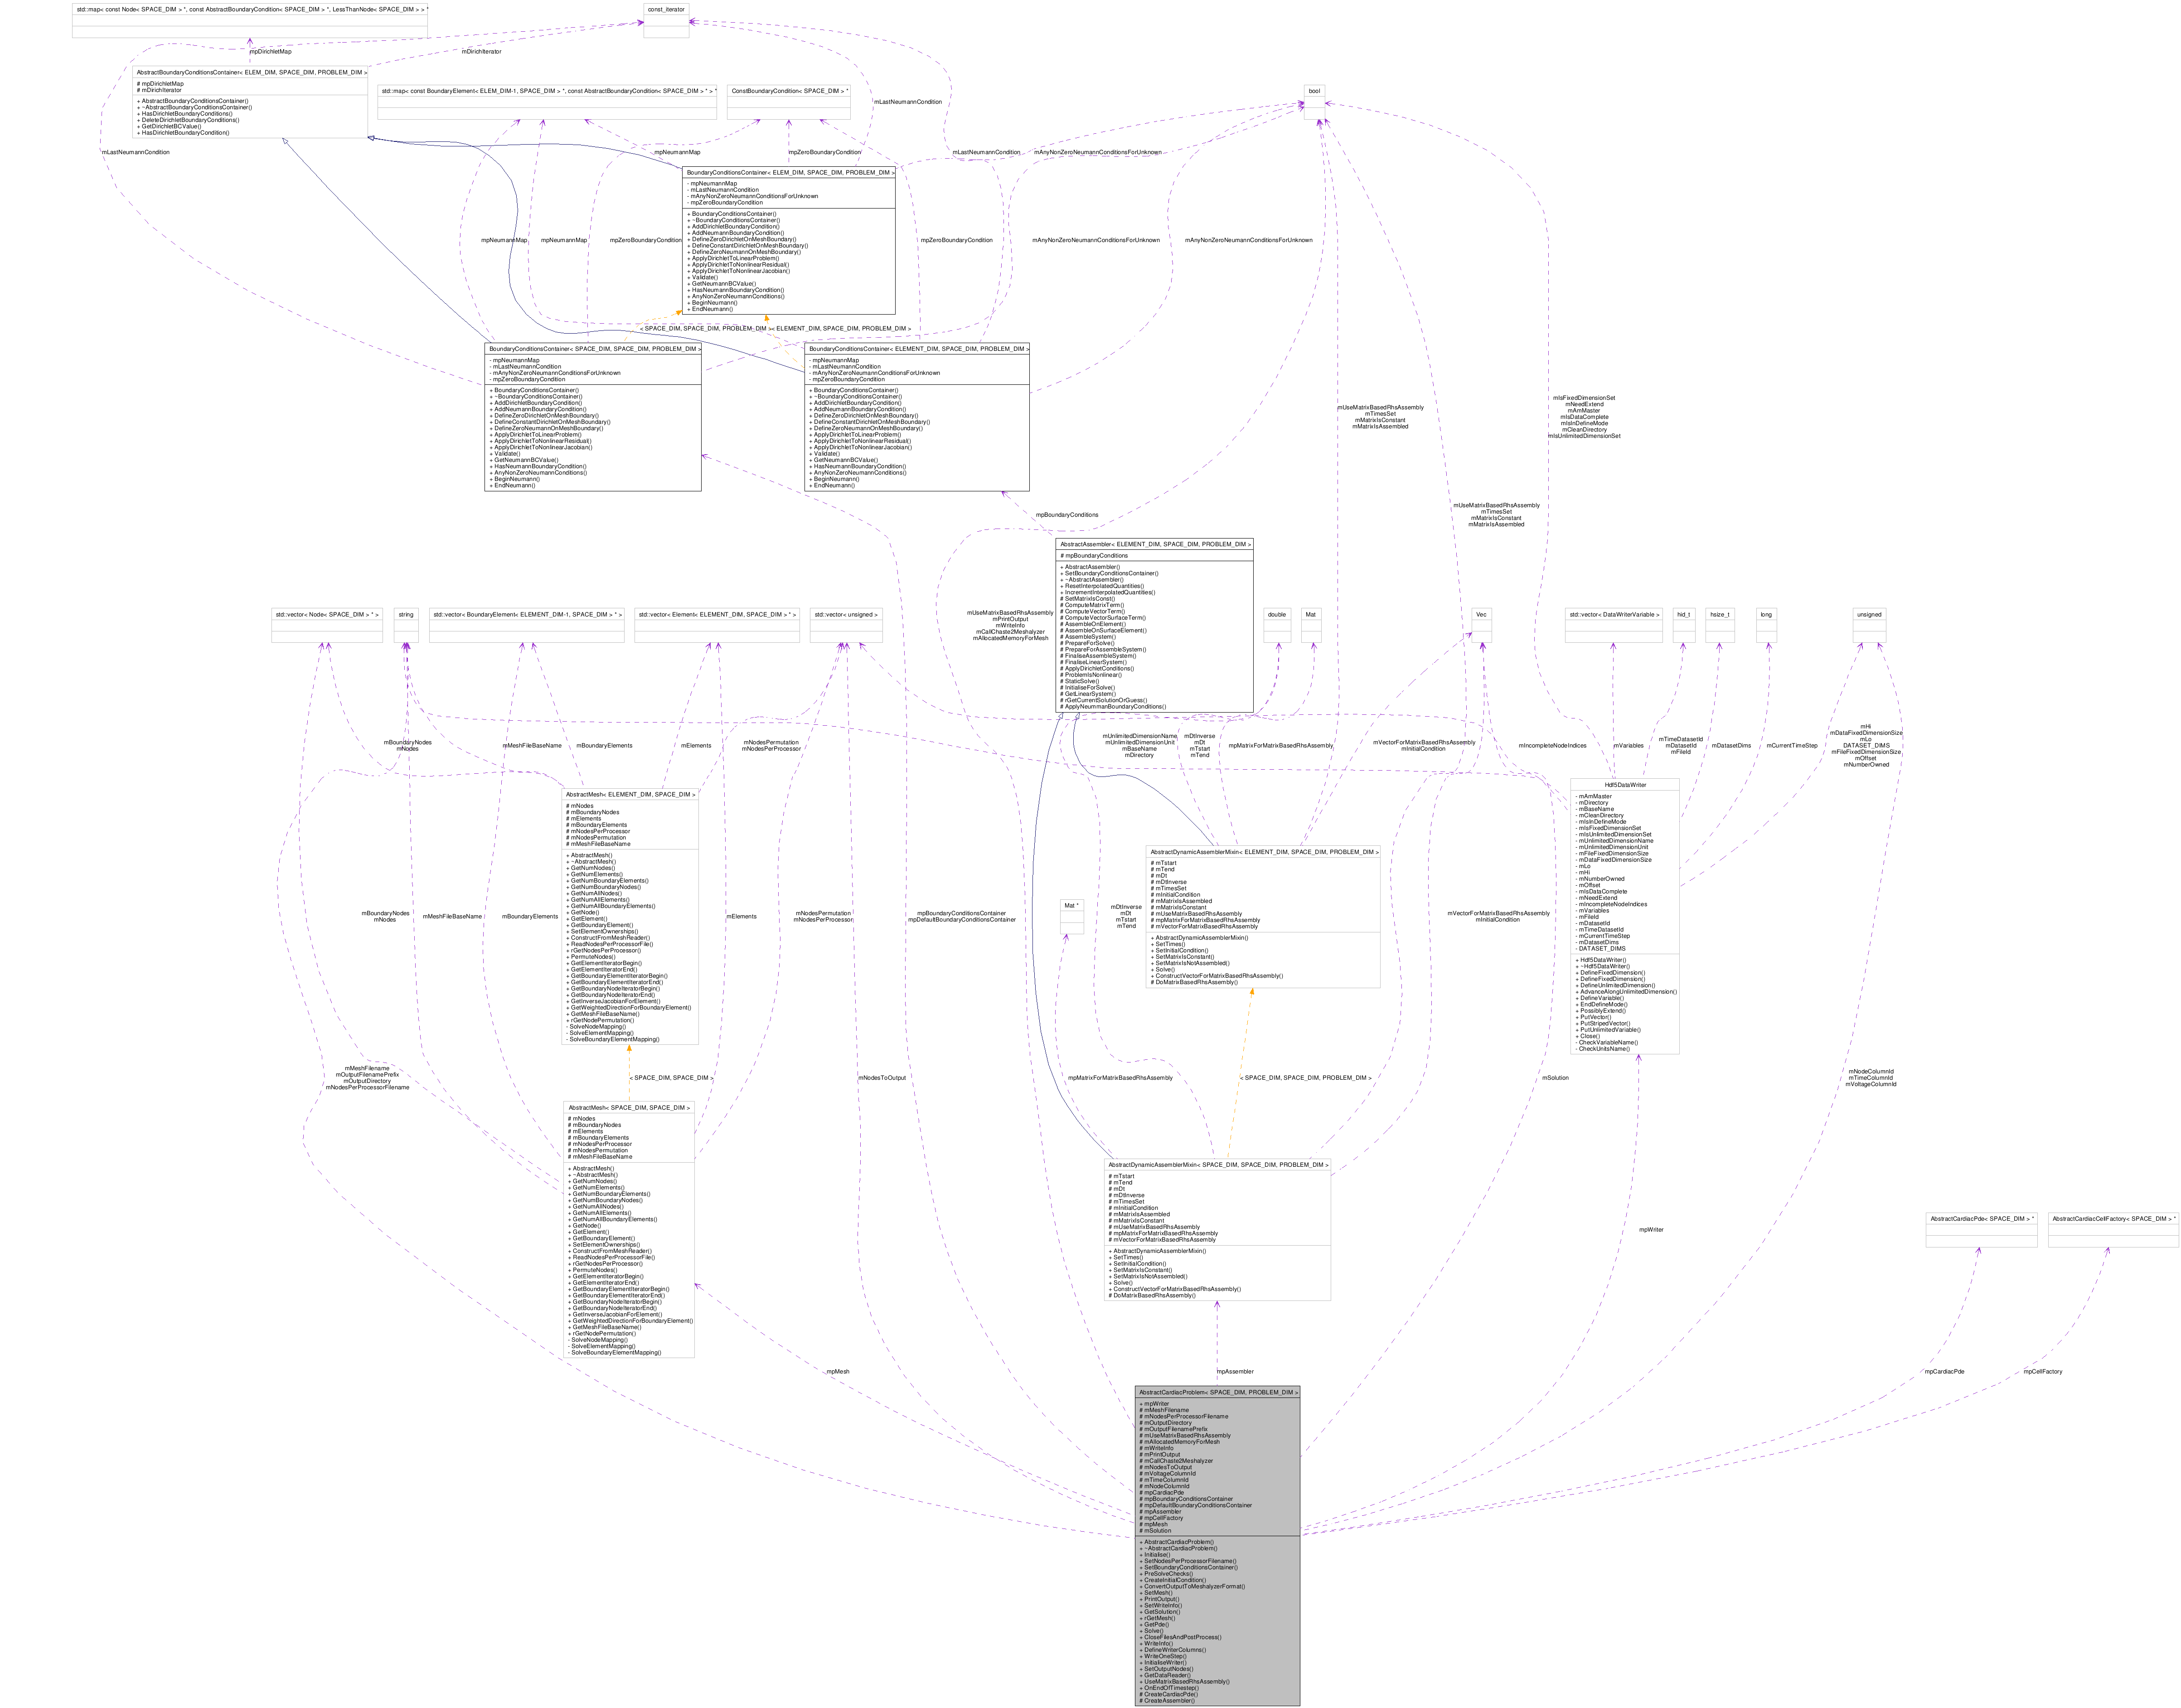 std::map< const Node< SPACE_DIM > *, const AbstractBoundaryCondition< SPACE_DIM > *, LessThanNode< SPACE_DIM > > *
const_iterator
mpDirichletMap
mDirichIterator
AbstractBoundaryConditionsContainer< ELEM_DIM, SPACE_DIM, PROBLEM_DIM >
# mpDirichletMap
# mDirichIterator
+ AbstractBoundaryConditionsContainer()
+ ~AbstractBoundaryConditionsContainer()
+ HasDirichletBoundaryConditions()
+ DeleteDirichletBoundaryConditions()
+ GetDirichletBCValue()
+ HasDirichletBoundaryCondition()
std::map< const BoundaryElement< ELEM_DIM-1, SPACE_DIM > *, const AbstractBoundaryCondition< SPACE_DIM > * > *
ConstBoundaryCondition< SPACE_DIM > *
bool
mLastNeumannCondition
mLastNeumannCondition
mpNeumannMap
mpZeroBoundaryCondition
mLastNeumannCondition
mAnyNonZeroNeumannConditionsForUnknown
BoundaryConditionsContainer< ELEM_DIM, SPACE_DIM, PROBLEM_DIM >
- mpNeumannMap
- mLastNeumannCondition
- mAnyNonZeroNeumannConditionsForUnknown
- mpZeroBoundaryCondition
+ BoundaryConditionsContainer()
+ ~BoundaryConditionsContainer()
+ AddDirichletBoundaryCondition()
+ AddNeumannBoundaryCondition()
+ DefineZeroDirichletOnMeshBoundary()
+ DefineConstantDirichletOnMeshBoundary()
+ DefineZeroNeumannOnMeshBoundary()
+ ApplyDirichletToLinearProblem()
+ ApplyDirichletToNonlinearResidual()
+ ApplyDirichletToNonlinearJacobian()
+ Validate()
+ GetNeumannBCValue()
+ HasNeumannBoundaryCondition()
+ AnyNonZeroNeumannConditions()
+ BeginNeumann()
+ EndNeumann()
mpNeumannMap
mpNeumannMap
mpZeroBoundaryCondition
mpZeroBoundaryCondition
mAnyNonZeroNeumannConditionsForUnknown
mAnyNonZeroNeumannConditionsForUnknown
< SPACE_DIM, SPACE_DIM, PROBLEM_DIM >
< ELEMENT_DIM, SPACE_DIM, PROBLEM_DIM >
BoundaryConditionsContainer< SPACE_DIM, SPACE_DIM, PROBLEM_DIM >
- mpNeumannMap
- mLastNeumannCondition
- mAnyNonZeroNeumannConditionsForUnknown
- mpZeroBoundaryCondition
+ BoundaryConditionsContainer()
+ ~BoundaryConditionsContainer()
+ AddDirichletBoundaryCondition()
+ AddNeumannBoundaryCondition()
+ DefineZeroDirichletOnMeshBoundary()
+ DefineConstantDirichletOnMeshBoundary()
+ DefineZeroNeumannOnMeshBoundary()
+ ApplyDirichletToLinearProblem()
+ ApplyDirichletToNonlinearResidual()
+ ApplyDirichletToNonlinearJacobian()
+ Validate()
+ GetNeumannBCValue()
+ HasNeumannBoundaryCondition()
+ AnyNonZeroNeumannConditions()
+ BeginNeumann()
+ EndNeumann()
BoundaryConditionsContainer< ELEMENT_DIM, SPACE_DIM, PROBLEM_DIM >
- mpNeumannMap
- mLastNeumannCondition
- mAnyNonZeroNeumannConditionsForUnknown
- mpZeroBoundaryCondition
+ BoundaryConditionsContainer()
+ ~BoundaryConditionsContainer()
+ AddDirichletBoundaryCondition()
+ AddNeumannBoundaryCondition()
+ DefineZeroDirichletOnMeshBoundary()
+ DefineConstantDirichletOnMeshBoundary()
+ DefineZeroNeumannOnMeshBoundary()
+ ApplyDirichletToLinearProblem()
+ ApplyDirichletToNonlinearResidual()
+ ApplyDirichletToNonlinearJacobian()
+ Validate()
+ GetNeumannBCValue()
+ HasNeumannBoundaryCondition()
+ AnyNonZeroNeumannConditions()
+ BeginNeumann()
+ EndNeumann()
mUseMatrixBasedRhsAssembly
mTimesSet
mMatrixIsConstant
mMatrixIsAssembled
mIsFixedDimensionSet
mNeedExtend
mAmMaster
mIsDataComplete
mIsInDefineMode
mCleanDirectory
mIsUnlimitedDimensionSet
mUseMatrixBasedRhsAssembly
mTimesSet
mMatrixIsConstant
mMatrixIsAssembled
mpBoundaryConditions
AbstractAssembler< ELEMENT_DIM, SPACE_DIM, PROBLEM_DIM >
# mpBoundaryConditions
+ AbstractAssembler()
+ SetBoundaryConditionsContainer()
+ ~AbstractAssembler()
+ ResetInterpolatedQuantities()
+ IncrementInterpolatedQuantities()
# SetMatrixIsConst()
# ComputeMatrixTerm()
# ComputeVectorTerm()
# ComputeVectorSurfaceTerm()
# AssembleOnElement()
# AssembleOnSurfaceElement()
# AssembleSystem()
# PrepareForSolve()
# PrepareForAssembleSystem()
# FinaliseAssembleSystem()
# FinaliseLinearSystem()
# ApplyDirichletConditions()
# ProblemIsNonlinear()
# StaticSolve()
# InitialiseForSolve()
# GetLinearSystem()
# rGetCurrentSolutionOrGuess()
# ApplyNeummanBoundaryConditions()
mUseMatrixBasedRhsAssembly
mPrintOutput
mWriteInfo
mCallChaste2Meshalyzer
mAllocatedMemoryForMesh
std::vector< Node< SPACE_DIM > * >
string
std::vector< BoundaryElement< ELEMENT_DIM-1, SPACE_DIM > * >
std::vector< Element< ELEMENT_DIM, SPACE_DIM > * >
std::vector< unsigned >
double
Mat
Vec
std::vector< DataWriterVariable >
hid_t
hsize_t
long
unsigned
mBoundaryNodes
mNodes
mMeshFileBaseName
mBoundaryElements
mElements
mNodesPermutation
mNodesPerProcessor
mUnlimitedDimensionName
mUnlimitedDimensionUnit
mBaseName
mDirectory
mDtInverse
mDt
mTstart
mTend
mpMatrixForMatrixBasedRhsAssembly
mVectorForMatrixBasedRhsAssembly
mInitialCondition
mIncompleteNodeIndices
mVariables
mTimeDatasetId
mDatasetId
mFileId
mDatasetDims
mCurrentTimeStep
mHi
mDataFixedDimensionSize
mLo
DATASET_DIMS
mFileFixedDimensionSize
mOffset
mNumberOwned
AbstractMesh< ELEMENT_DIM, SPACE_DIM >
# mNodes
# mBoundaryNodes
# mElements
# mBoundaryElements
# mNodesPerProcessor
# mNodesPermutation
# mMeshFileBaseName
+ AbstractMesh()
+ ~AbstractMesh()
+ GetNumNodes()
+ GetNumElements()
+ GetNumBoundaryElements()
+ GetNumBoundaryNodes()
+ GetNumAllNodes()
+ GetNumAllElements()
+ GetNumAllBoundaryElements()
+ GetNode()
+ GetElement()
+ GetBoundaryElement()
+ SetElementOwnerships()
+ ConstructFromMeshReader()
+ ReadNodesPerProcessorFile()
+ rGetNodesPerProcessor()
+ PermuteNodes()
+ GetElementIteratorBegin()
+ GetElementIteratorEnd()
+ GetBoundaryElementIteratorBegin()
+ GetBoundaryElementIteratorEnd()
+ GetBoundaryNodeIteratorBegin()
+ GetBoundaryNodeIteratorEnd()
+ GetInverseJacobianForElement()
+ GetWeightedDirectionForBoundaryElement()
+ GetMeshFileBaseName()
+ rGetNodePermutation()
- SolveNodeMapping()
- SolveElementMapping()
- SolveBoundaryElementMapping()
Hdf5DataWriter
- mAmMaster
- mDirectory
- mBaseName
- mCleanDirectory
- mIsInDefineMode
- mIsFixedDimensionSet
- mIsUnlimitedDimensionSet
- mUnlimitedDimensionName
- mUnlimitedDimensionUnit
- mFileFixedDimensionSize
- mDataFixedDimensionSize
- mLo
- mHi
- mNumberOwned
- mOffset
- mIsDataComplete
- mNeedExtend
- mIncompleteNodeIndices
- mVariables
- mFileId
- mDatasetId
- mTimeDatasetId
- mCurrentTimeStep
- mDatasetDims
- DATASET_DIMS
+ Hdf5DataWriter()
+ ~Hdf5DataWriter()
+ DefineFixedDimension()
+ DefineFixedDimension()
+ DefineUnlimitedDimension()
+ AdvanceAlongUnlimitedDimension()
+ DefineVariable()
+ EndDefineMode()
+ PossiblyExtend()
+ PutVector()
+ PutStripedVector()
+ PutUnlimitedVariable()
+ Close()
- CheckVariableName()
- CheckUnitsName()
AbstractDynamicAssemblerMixin< ELEMENT_DIM, SPACE_DIM, PROBLEM_DIM >
# mTstart
# mTend
# mDt
# mDtInverse
# mTimesSet
# mInitialCondition
# mMatrixIsAssembled
# mMatrixIsConstant
# mUseMatrixBasedRhsAssembly
# mpMatrixForMatrixBasedRhsAssembly
# mVectorForMatrixBasedRhsAssembly
+ AbstractDynamicAssemblerMixin()
+ SetTimes()
+ SetInitialCondition()
+ SetMatrixIsConstant()
+ SetMatrixIsNotAssembled()
+ Solve()
+ ConstructVectorForMatrixBasedRhsAssembly()
# DoMatrixBasedRhsAssembly()
Mat *
mBoundaryNodes
mNodes
mMeshFileBaseName
mBoundaryElements
mElements
mNodesPermutation
mNodesPerProcessor
mpBoundaryConditionsContainer
mpDefaultBoundaryConditionsContainer
mDtInverse
mDt
mTstart
mTend
mVectorForMatrixBasedRhsAssembly
mInitialCondition
mMeshFilename
mOutputFilenamePrefix
mOutputDirectory
mNodesPerProcessorFilename
< SPACE_DIM, SPACE_DIM >
mNodesToOutput
mpMatrixForMatrixBasedRhsAssembly
< SPACE_DIM, SPACE_DIM, PROBLEM_DIM >
mSolution
mNodeColumnId
mTimeColumnId
mVoltageColumnId
AbstractMesh< SPACE_DIM, SPACE_DIM >
# mNodes
# mBoundaryNodes
# mElements
# mBoundaryElements
# mNodesPerProcessor
# mNodesPermutation
# mMeshFileBaseName
+ AbstractMesh()
+ ~AbstractMesh()
+ GetNumNodes()
+ GetNumElements()
+ GetNumBoundaryElements()
+ GetNumBoundaryNodes()
+ GetNumAllNodes()
+ GetNumAllElements()
+ GetNumAllBoundaryElements()
+ GetNode()
+ GetElement()
+ GetBoundaryElement()
+ SetElementOwnerships()
+ ConstructFromMeshReader()
+ ReadNodesPerProcessorFile()
+ rGetNodesPerProcessor()
+ PermuteNodes()
+ GetElementIteratorBegin()
+ GetElementIteratorEnd()
+ GetBoundaryElementIteratorBegin()
+ GetBoundaryElementIteratorEnd()
+ GetBoundaryNodeIteratorBegin()
+ GetBoundaryNodeIteratorEnd()
+ GetInverseJacobianForElement()
+ GetWeightedDirectionForBoundaryElement()
+ GetMeshFileBaseName()
+ rGetNodePermutation()
- SolveNodeMapping()
- SolveElementMapping()
- SolveBoundaryElementMapping()
AbstractDynamicAssemblerMixin< SPACE_DIM, SPACE_DIM, PROBLEM_DIM >
# mTstart
# mTend
# mDt
# mDtInverse
# mTimesSet
# mInitialCondition
# mMatrixIsAssembled
# mMatrixIsConstant
# mUseMatrixBasedRhsAssembly
# mpMatrixForMatrixBasedRhsAssembly
# mVectorForMatrixBasedRhsAssembly
+ AbstractDynamicAssemblerMixin()
+ SetTimes()
+ SetInitialCondition()
+ SetMatrixIsConstant()
+ SetMatrixIsNotAssembled()
+ Solve()
+ ConstructVectorForMatrixBasedRhsAssembly()
# DoMatrixBasedRhsAssembly()
AbstractCardiacPde< SPACE_DIM > *
AbstractCardiacCellFactory< SPACE_DIM > *
mpWriter
mpMesh
mpAssembler
mpCardiacPde
mpCellFactory
AbstractCardiacProblem< SPACE_DIM, PROBLEM_DIM >
+ mpWriter
# mMeshFilename
# mNodesPerProcessorFilename
# mOutputDirectory
# mOutputFilenamePrefix
# mUseMatrixBasedRhsAssembly
# mAllocatedMemoryForMesh
# mWriteInfo
# mPrintOutput
# mCallChaste2Meshalyzer
# mNodesToOutput
# mVoltageColumnId
# mTimeColumnId
# mNodeColumnId
# mpCardiacPde
# mpBoundaryConditionsContainer
# mpDefaultBoundaryConditionsContainer
# mpAssembler
# mpCellFactory
# mpMesh
# mSolution
+ AbstractCardiacProblem()
+ ~AbstractCardiacProblem()
+ Initialise()
+ SetNodesPerProcessorFilename()
+ SetBoundaryConditionsContainer()
+ PreSolveChecks()
+ CreateInitialCondition()
+ ConvertOutputToMeshalyzerFormat()
+ SetMesh()
+ PrintOutput()
+ SetWriteInfo()
+ GetSolution()
+ rGetMesh()
+ GetPde()
+ Solve()
+ CloseFilesAndPostProcess()
+ WriteInfo()
+ DefineWriterColumns()
+ WriteOneStep()
+ InitialiseWriter()
+ SetOutputNodes()
+ GetDataReader()
+ UseMatrixBasedRhsAssembly()
+ OnEndOfTimestep()
# CreateCardiacPde()
# CreateAssembler()